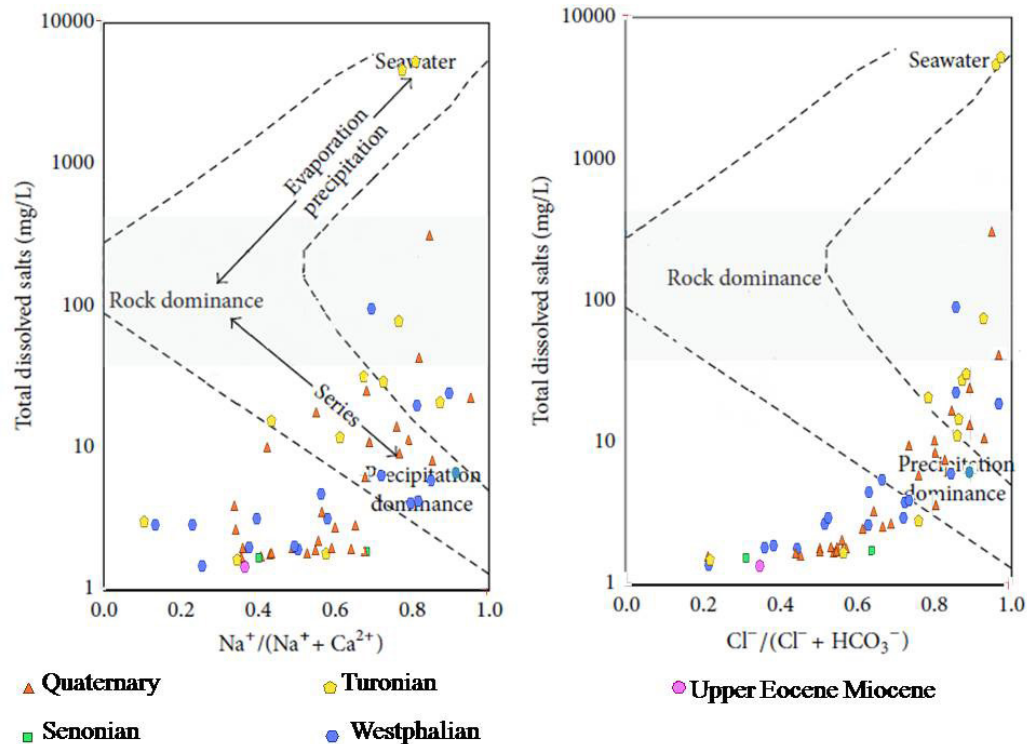 10000
1000
100
10
1
Total dissolved salts (mg/L)
Seawater
Evaporation
precipitation
Rock dominance
Series
Precipitation
dominance
0.0 0.2 0.4 0.6 0.8 1.0
Na⁺/(Na⁺ + Ca²⁺)
10000
1000
100
10
1
Total dissolved salts (mg/L)
Seawater
Rock dominance
Precipitation
dominance
0.0 0.2 0.4 0.6 0.8 1.0
Cl⁻/(Cl⁻ + HCO₃⁻)
Quaternary
Turonian
Upper Eocene Miocene
Senonian
Westphalian